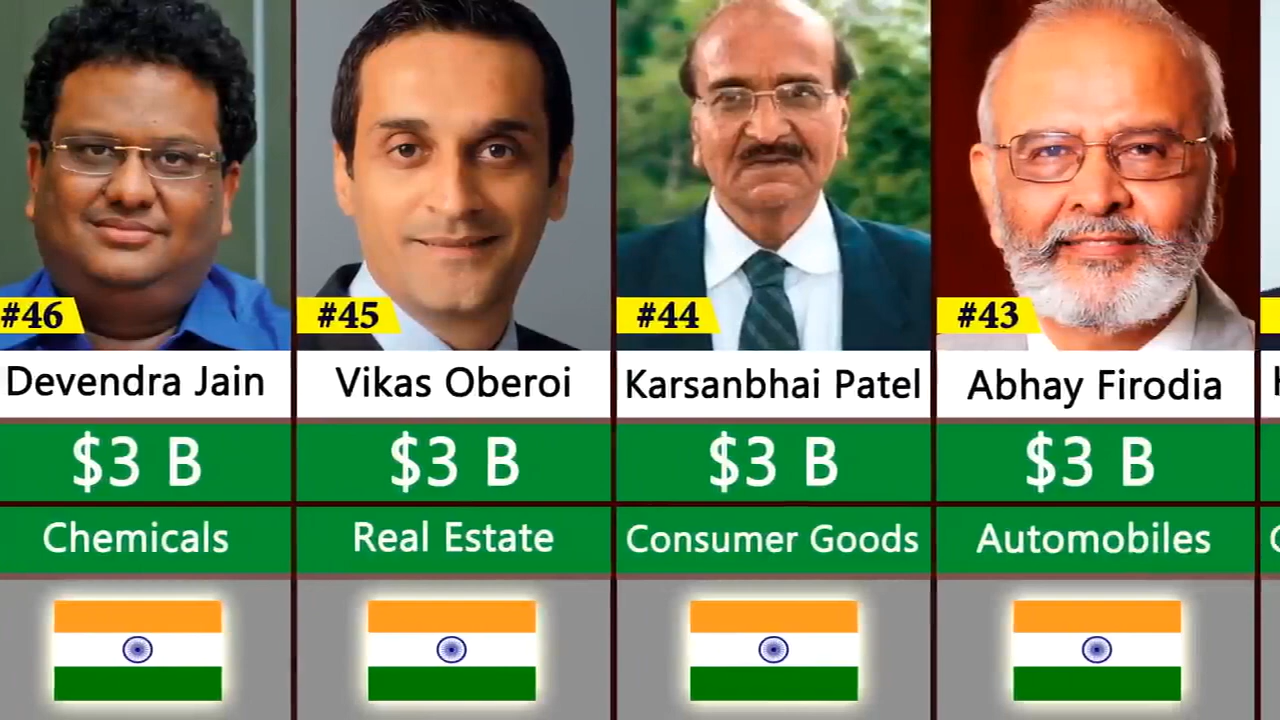 #46
#45
#44
#43
Devendra Jain
Vikas Oberoi
Karsanbhai Patel
Abhay Firodia
$3 B
$3 B
$3 B
$3 B
Chemicals
Real Estate
Consumer Goods
Automobiles